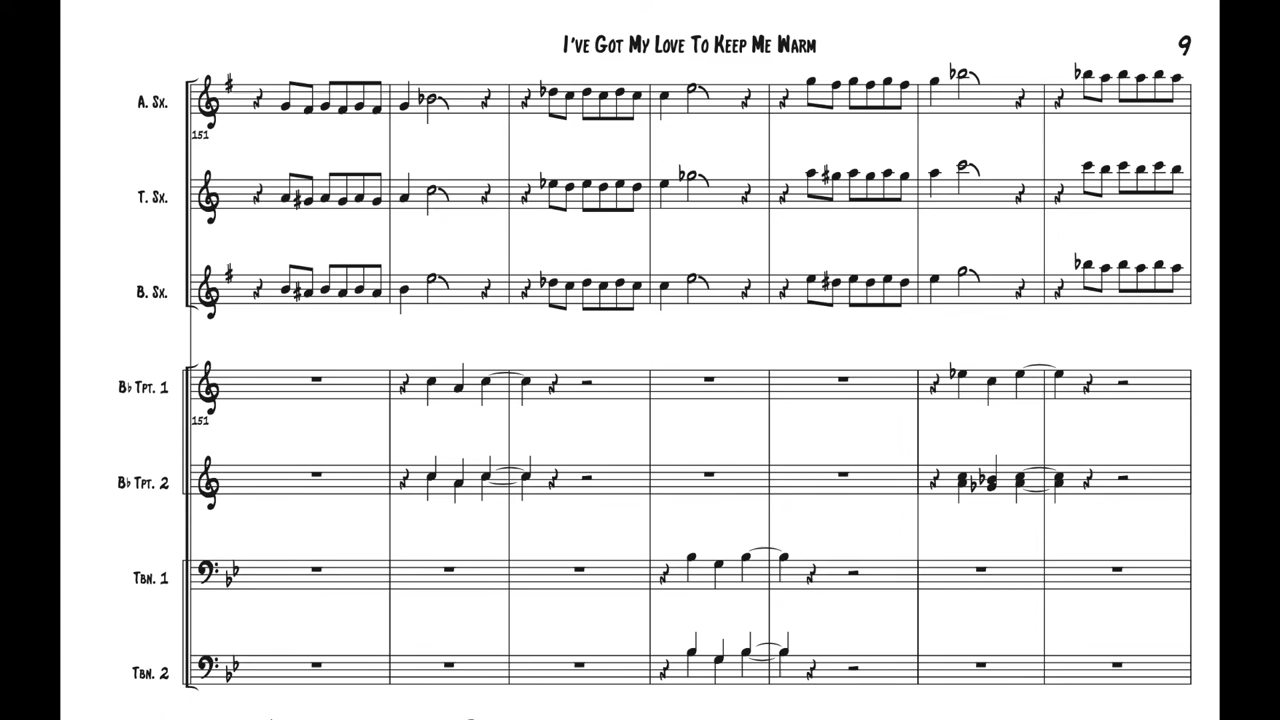 I've Got My Love To Keep Me Warm
9
A. Sx.
151
T. Sx.
B. Sx.
B♭ Tpt. 1
151
B♭ Tpt. 2
Tbn. 1
Tbn. 2